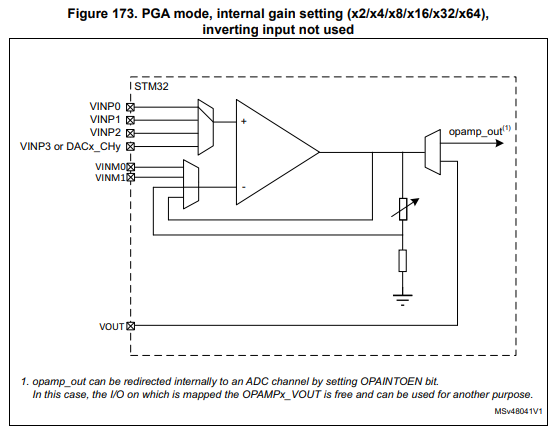 Figure 173. PGA mode, internal gain setting (x2/x4/x8/x16/x32/x64),
inverting input not used
STM32
VINP0
VINP1
VINP2
VINP3 or DACx_CHy
VINM0
VINM1
+
-
opamp_out(1)
VOUT
1. opamp_out can be redirected internally to an ADC channel by setting OPAINTOEN bit.
In this case, the I/O on which is mapped the OPAMPx_VOUT is free and can be used for another purpose.
MSv48041V1